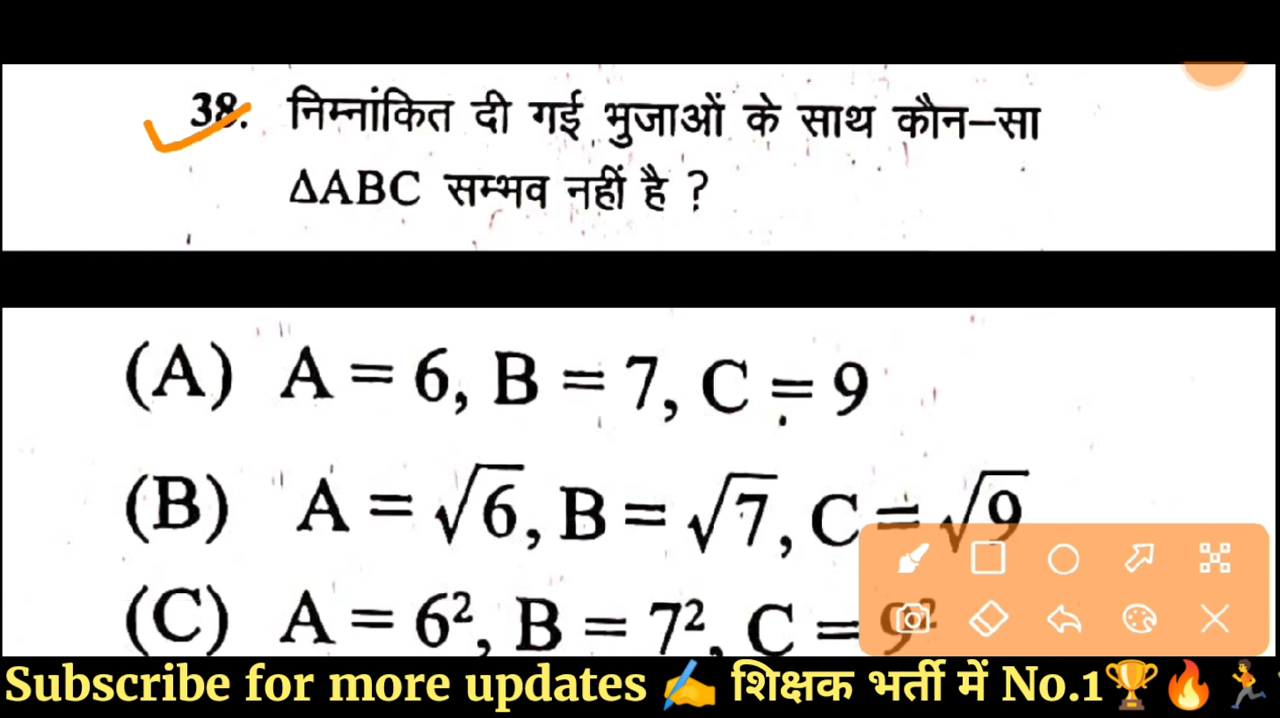 38. निम्नांकित दी गई भुजाओं के साथ कौन–सा
ΔABC सम्भव नहीं है ?
(A) A = 6, B = 7, C = 9
(B) A = √6, B = √7, C = √9
(C) A = 6², B = 7², C = 9²
Subscribe for more updates ✍️ शिक्षक भर्ती में No.1🏆🔥🏃